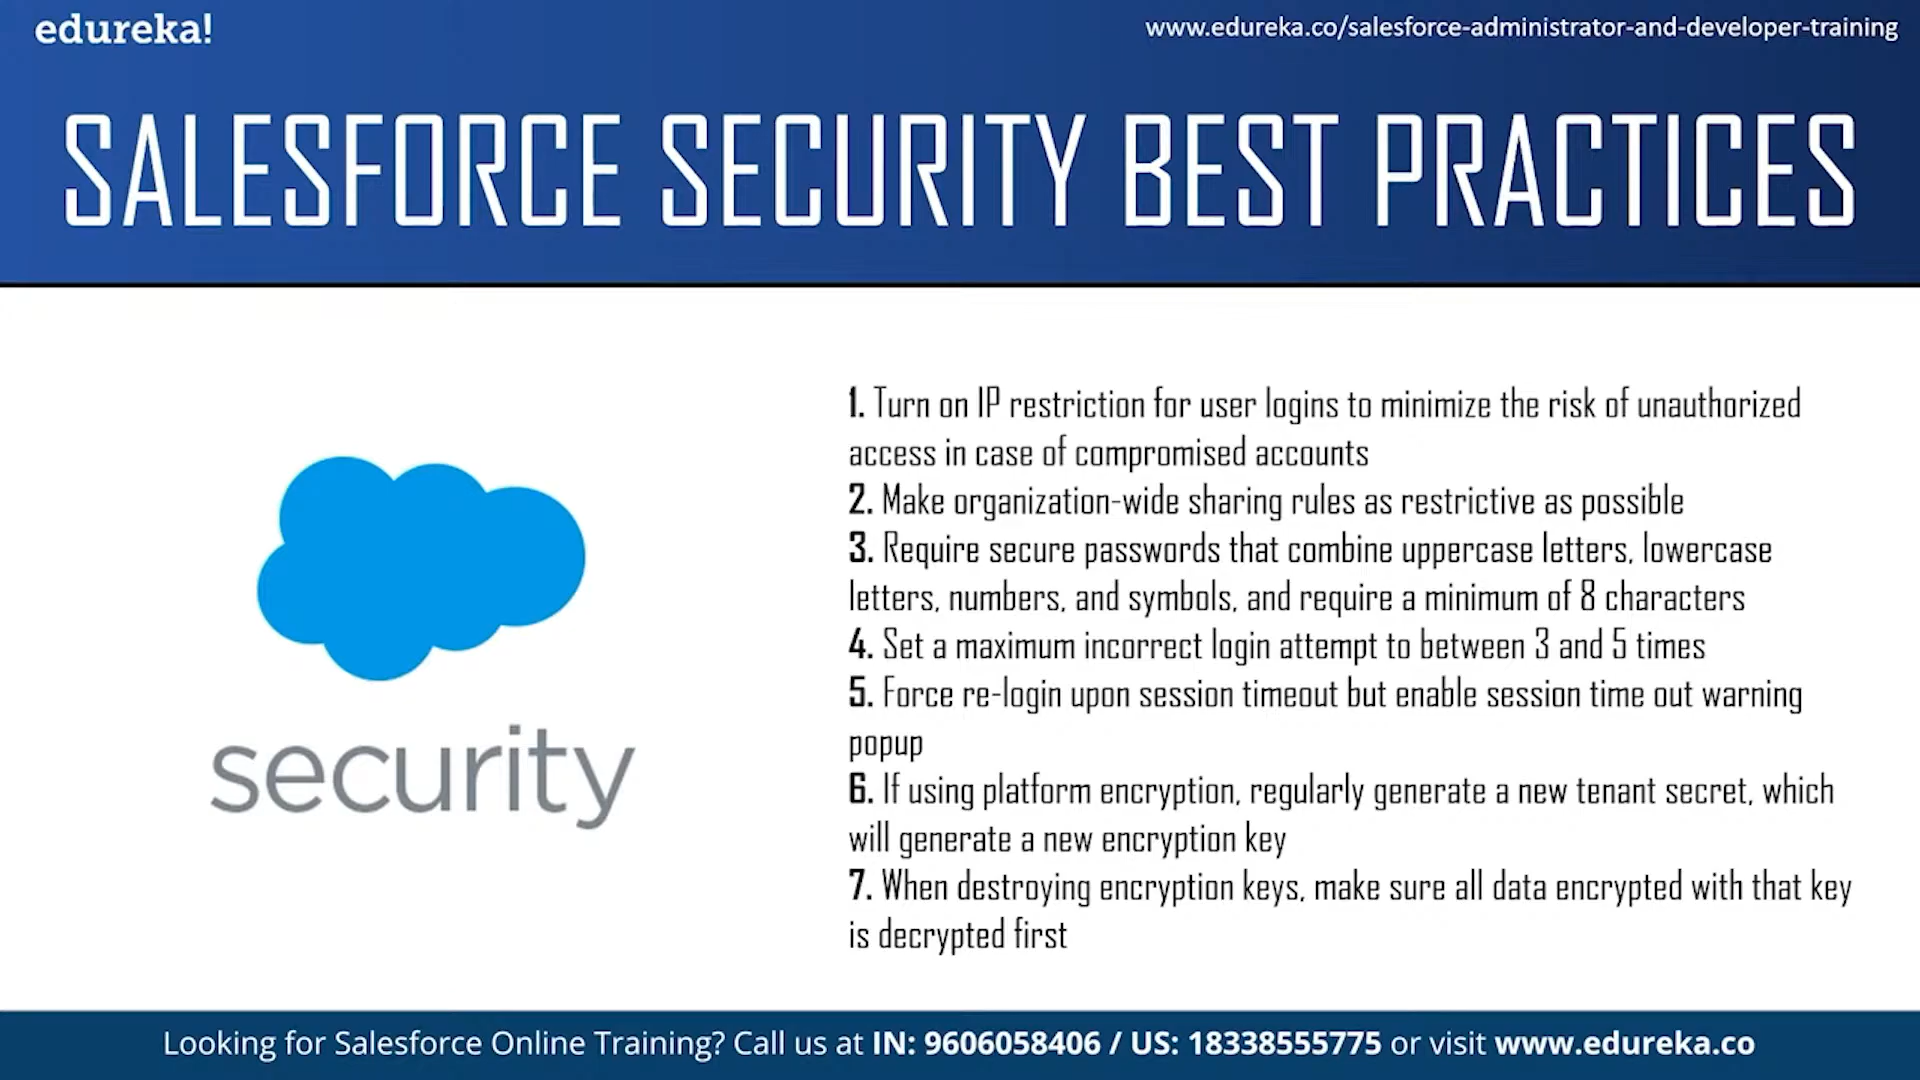 edureka!
www.edureka.co/salesforce-administrator-and-developer-training
SALESFORCE SECURITY BEST PRACTICES
1. Turn on IP restriction for user logins to minimize the risk of unauthorized
access in case of compromised accounts
2. Make organization-wide sharing rules as restrictive as possible
3. Require secure passwords that combine uppercase letters, lowercase
letters, numbers, and symbols, and require a minimum of 8 characters
4. Set a maximum incorrect login attempt to between 3 and 5 times
5. Force re-login upon session timeout but enable session time out warning
popup
6. If using platform encryption, regularly generate a new tenant secret, which
will generate a new encryption key
7. When destroying encryption keys, make sure all data encrypted with that key
is decrypted first
security
Looking for Salesforce Online Training? Call us at IN: 9606058406 / US: 18338555775 or visit www.edureka.co